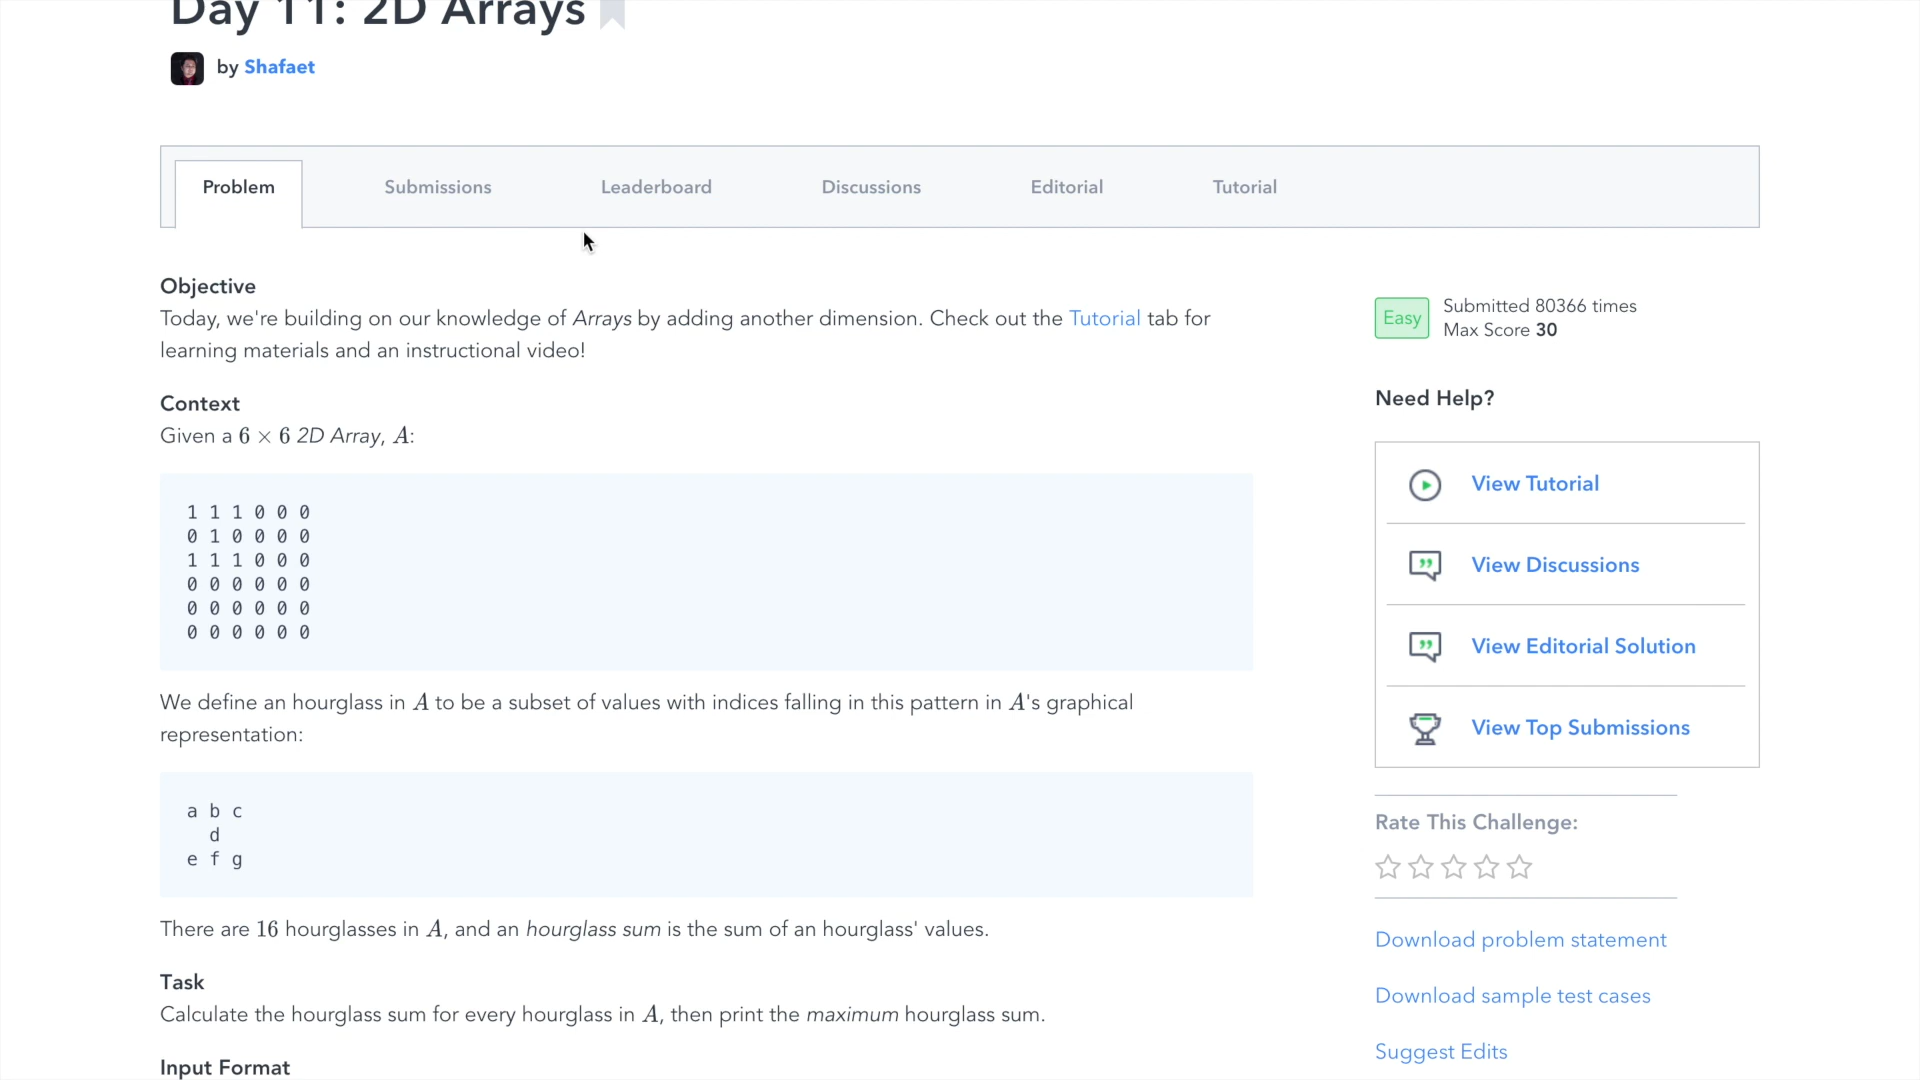 Day 11: 2D Arrays
by Shafaet
Problem
Submissions
Leaderboard
Discussions
Editorial
Tutorial
Objective
Today, we're building on our knowledge of Arrays by adding another dimension. Check out the Tutorial tab for
learning materials and an instructional video!
Context
Given a 6 × 6 2D Array, A:
1 1 1 0 0 0
0 1 0 0 0 0
1 1 1 0 0 0
0 0 0 0 0 0
0 0 0 0 0 0
0 0 0 0 0 0
We define an hourglass in A to be a subset of values with indices falling in this pattern in A's graphical
representation:
a b c
d
e f g
There are 16 hourglasses in A, and an hourglass sum is the sum of an hourglass' values.
Task
Calculate the hourglass sum for every hourglass in A, then print the maximum hourglass sum.
Input Format
Easy
Submitted 80366 times
Max Score 30
Need Help?
View Tutorial
View Discussions
View Editorial Solution
View Top Submissions
Rate This Challenge:
Download problem statement
Download sample test cases
Suggest Edits